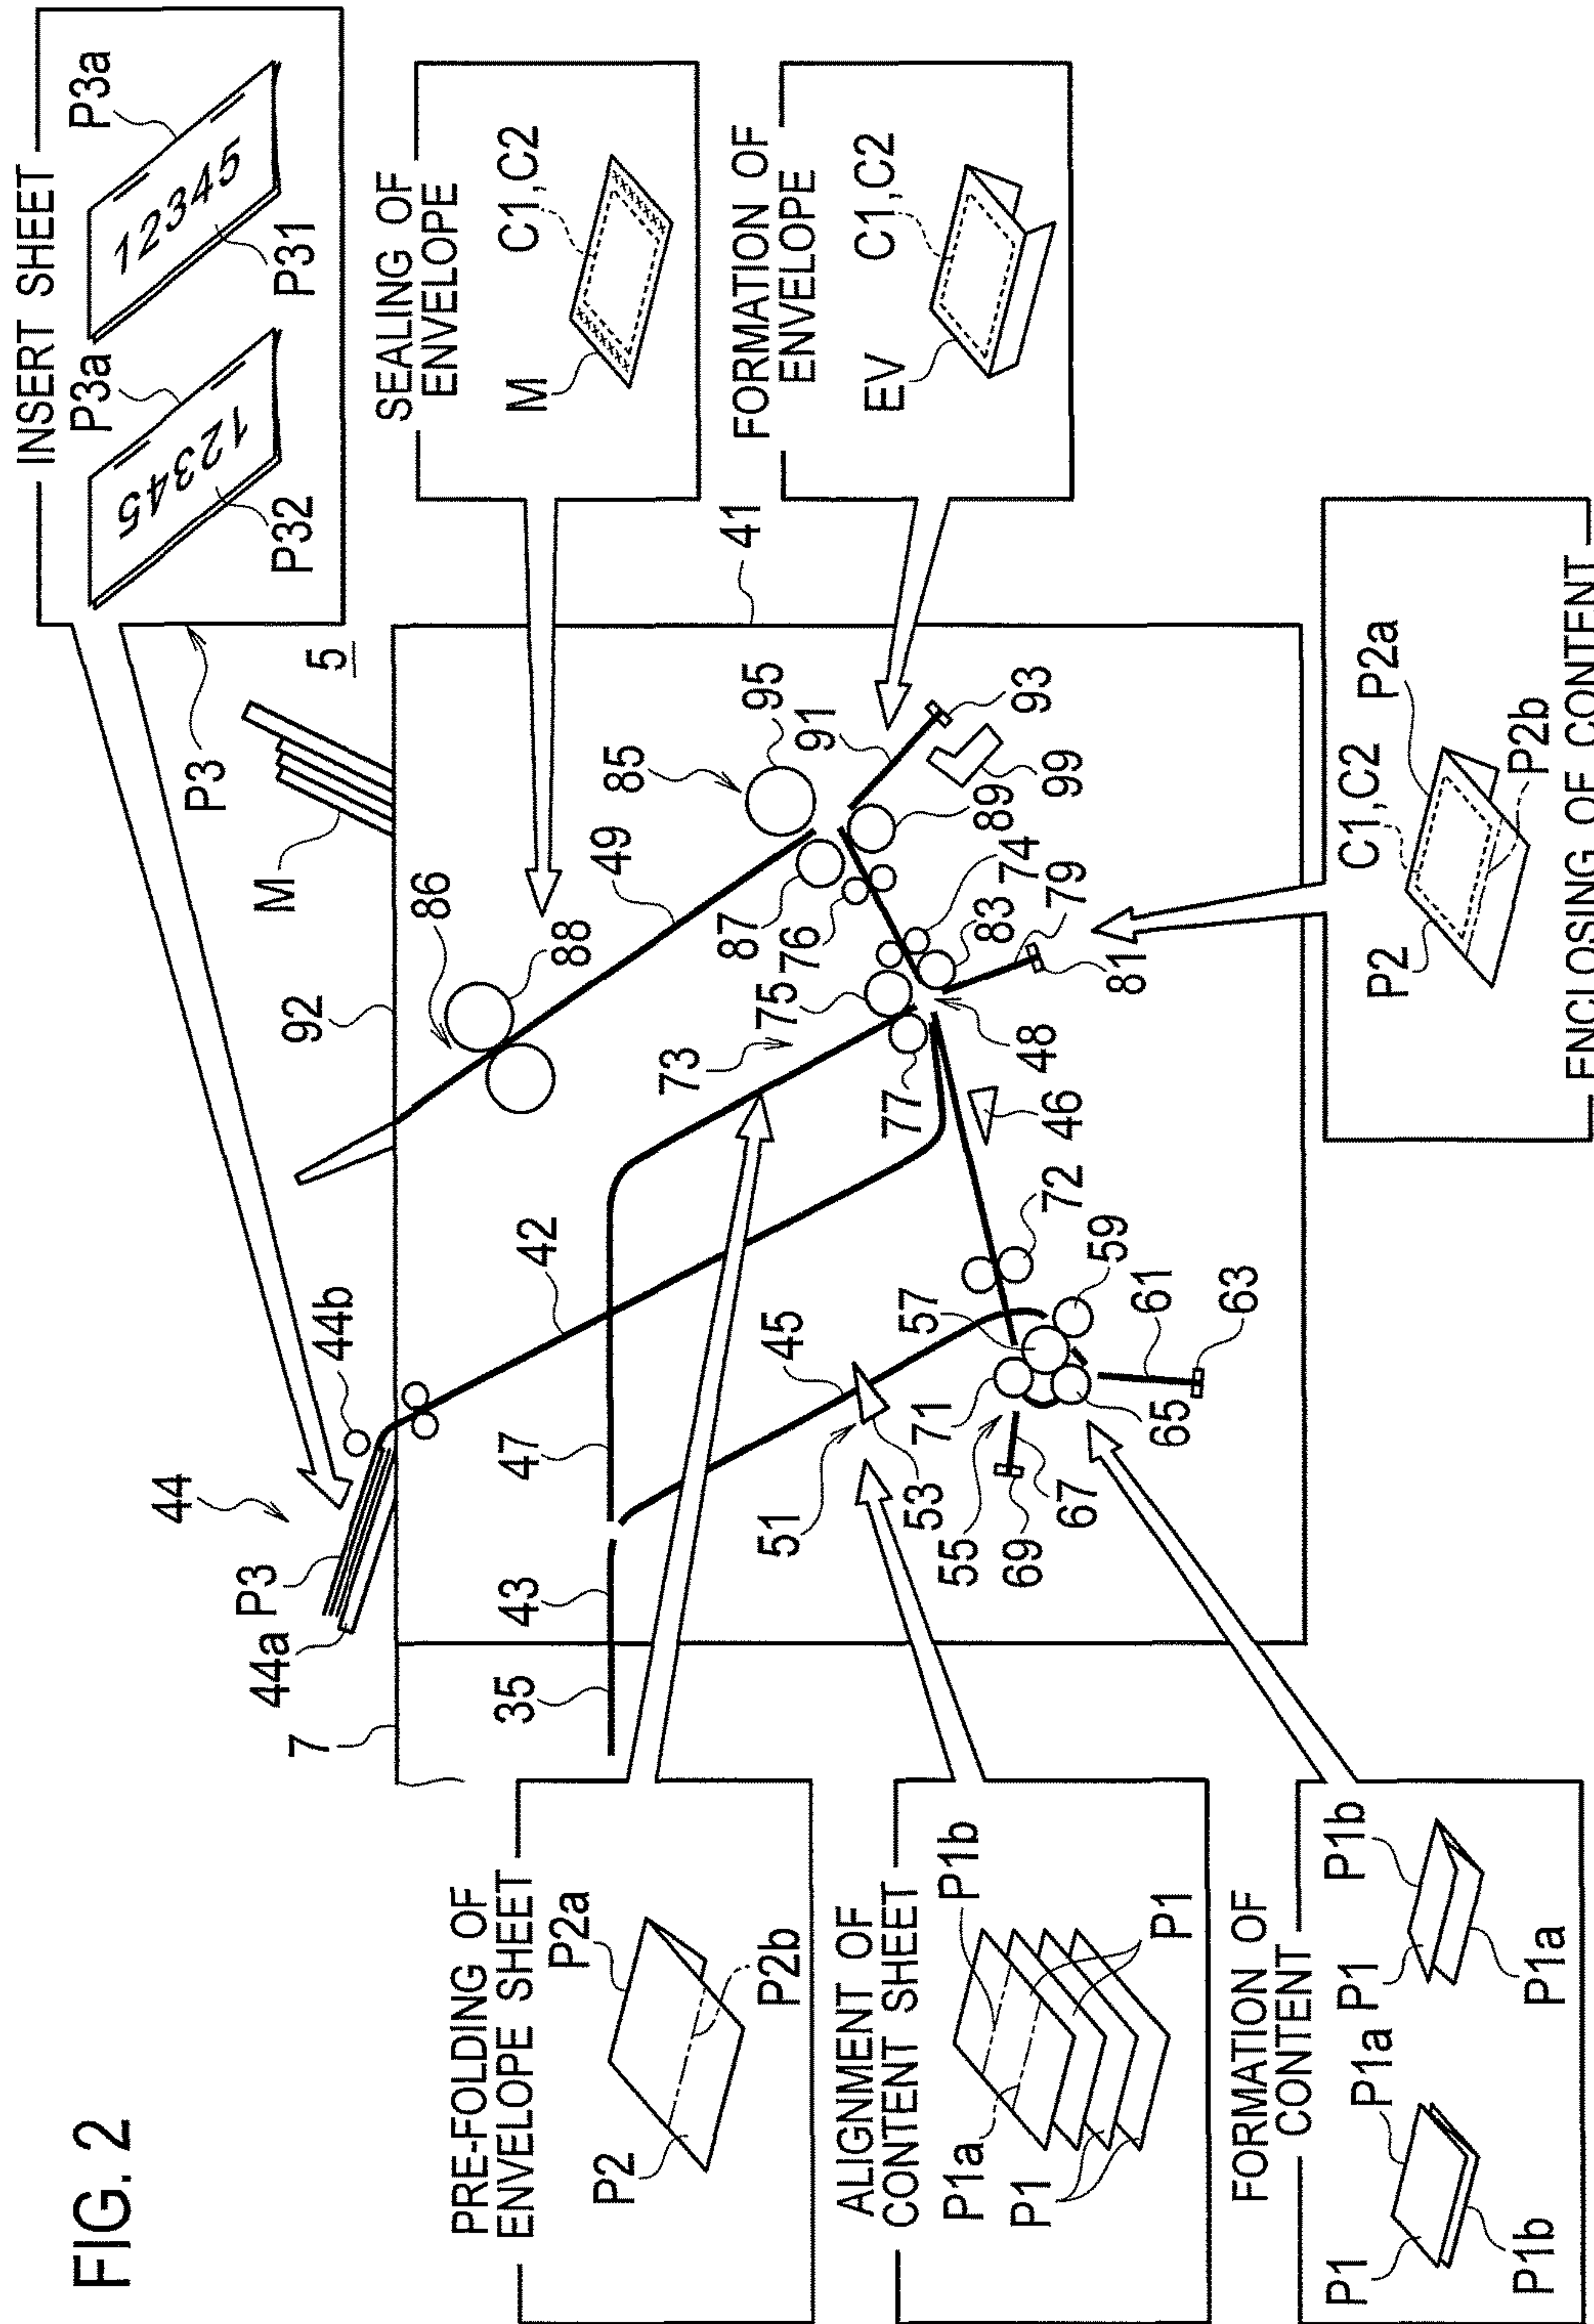 FIG. 2
INSERT SHEET
P3a
P3a
12345
12345
P32
P31
P3
5
SEALING OF
ENVELOPE
M
C1,C2
FORMATION OF
ENVELOPE
EV
C1,C2
ENCLOSING OF CONTENT
P2
C1,C2
P2a
P2b
PRE-FOLDING OF
ENVELOPE SHEET
P2
P2a
P2b
ALIGNMENT OF
CONTENT SHEET
P1a
P1b
P1
P1
FORMATION OF
CONTENT
P1
P1a
P1b
P1
P1b
P1a
7
44a
P3
44
44b
92
M
41
35
43
47
42
86
88
49
85
95
91
93
99
89
87
76
74
83
79
81
75
73
77
48
46
72
45
51
53
57
59
61
63
71
55
65
67
69